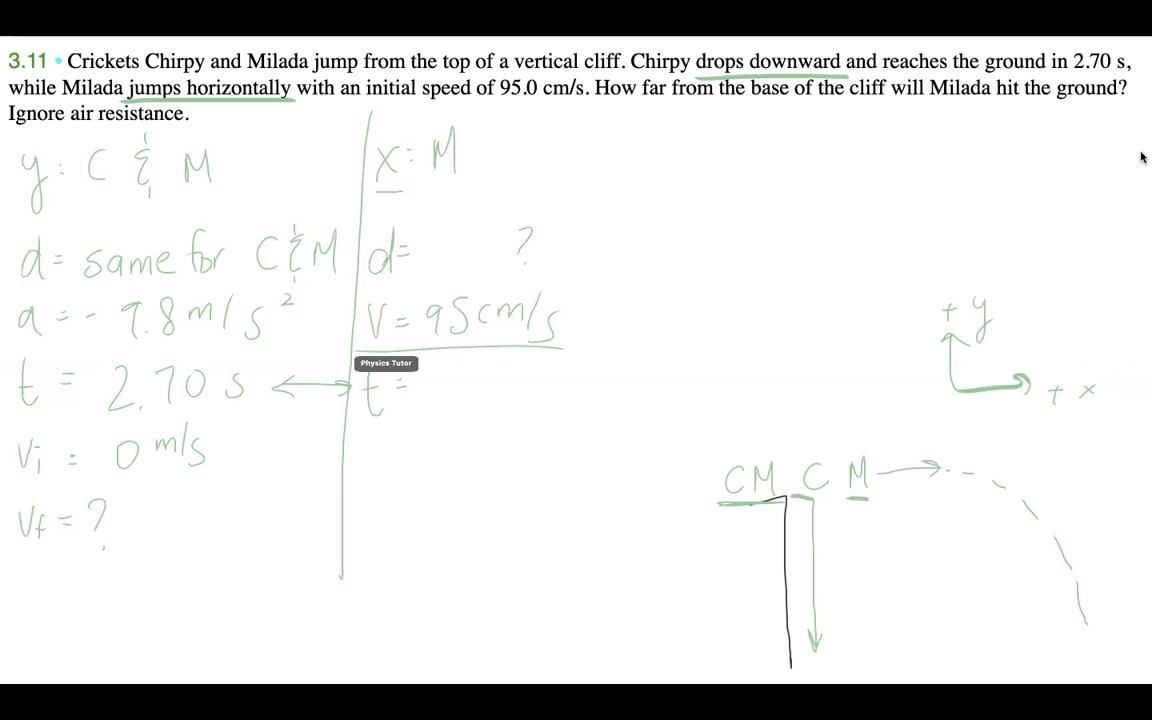 3.11 • Crickets Chirpy and Milada jump from the top of a vertical cliff. Chirpy drops downward and reaches the ground in 2.70 s,
while Milada jumps horizontally with an initial speed of 95.0 cm/s. How far from the base of the cliff will Milada hit the ground?
Ignore air resistance.
y: C & M
d = same for C & M
a = - 9.8 m/s²
t = 2.70 s ⟷
Vi = 0 m/s
Vf = ?
x: M
d = ?
V = 95 cm/s
Physics Tutor
t =
+ y
+ x
CM C M